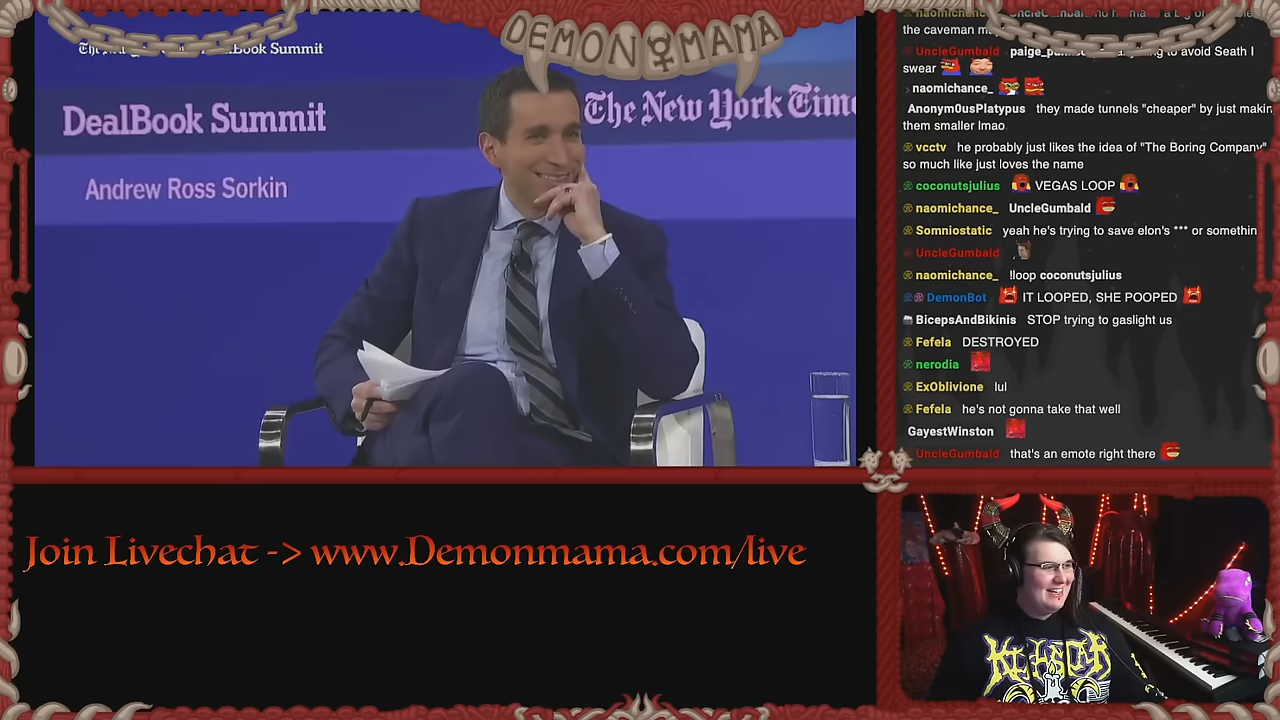 DEMON MAMA
DealBook Summit
The New York Time
Andrew Ross Sorkin
Join Livechat -> www.Demonmama.com/live
naomichance_
the caveman
UncleGumbald
to avoid Seath I
swear
naomichance_
Anonym0usPlatypus they made tunnels "cheaper" by just makin
them smaller lmao
vcctv he probably just likes the idea of "The Boring Company"
so much like just loves the name
coconutsjulius VEGAS LOOP
naomichance_ UncleGumbald
Somniostatic yeah he's trying to save elon's *** or somethin
UncleGumbald
naomichance_ !loop coconutsjulius
DemonBot IT LOOPED, SHE POOPED
BicepsAndBikinis STOP trying to gaslight us
Fefela DESTROYED
nerodia
ExOblivione lul
Fefela he's not gonna take that well
GayestWinston
UncleGumbald that's an emote right there